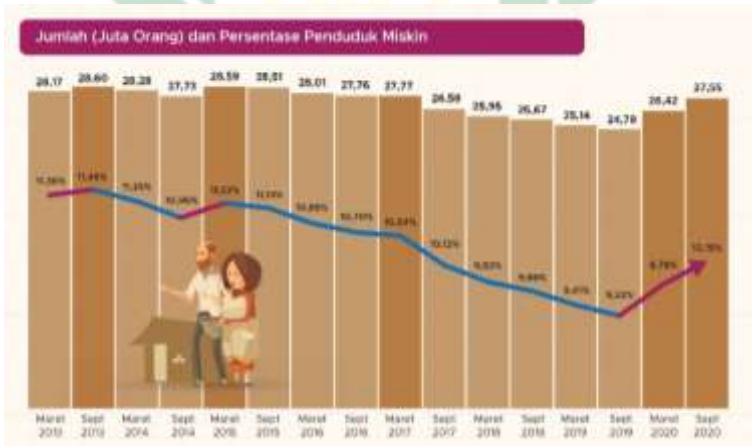 Jumlah (Juta Orang) dan Persentase Penduduk Miskin
28,17 28,60 28,28 27,73 28,59 28,51 28,01 27,76 27,77 26,58 25,95 25,67 25,14 24,79 26,42 27,55
11,36% 11,46% 11,25% 10,96% 11,22% 11,13% 10,86% 10,70% 10,64% 10,12% 9,82% 9,66% 9,41% 9,22% 9,78% 10,19%
Maret Sept Maret Sept Maret Sept Maret Sept Maret Sept Maret Sept Maret Sept Maret Sept
2013 2013 2014 2014 2015 2015 2016 2016 2017 2017 2018 2018 2019 2019 2020 2020